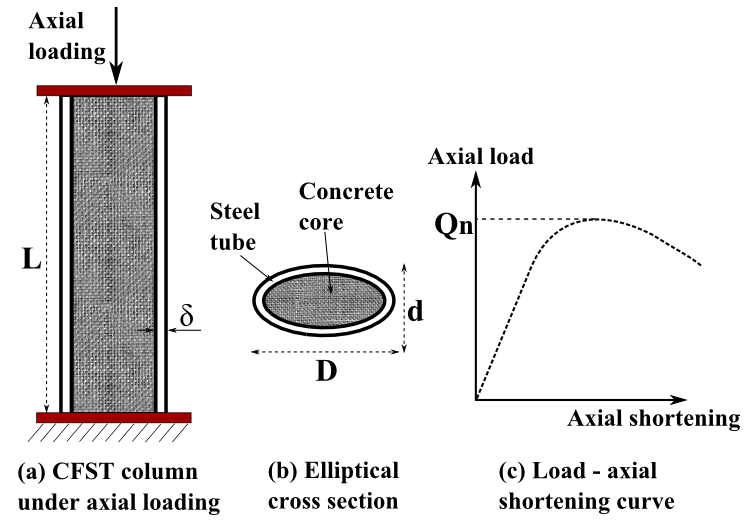 Axial
loading
L
δ
(a) CFST column
under axial loading
Steel
tube
Concrete
core
d
D
(b) Elliptical
cross section
Axial load
Qn
Axial shortening
(c) Load - axial
shortening curve